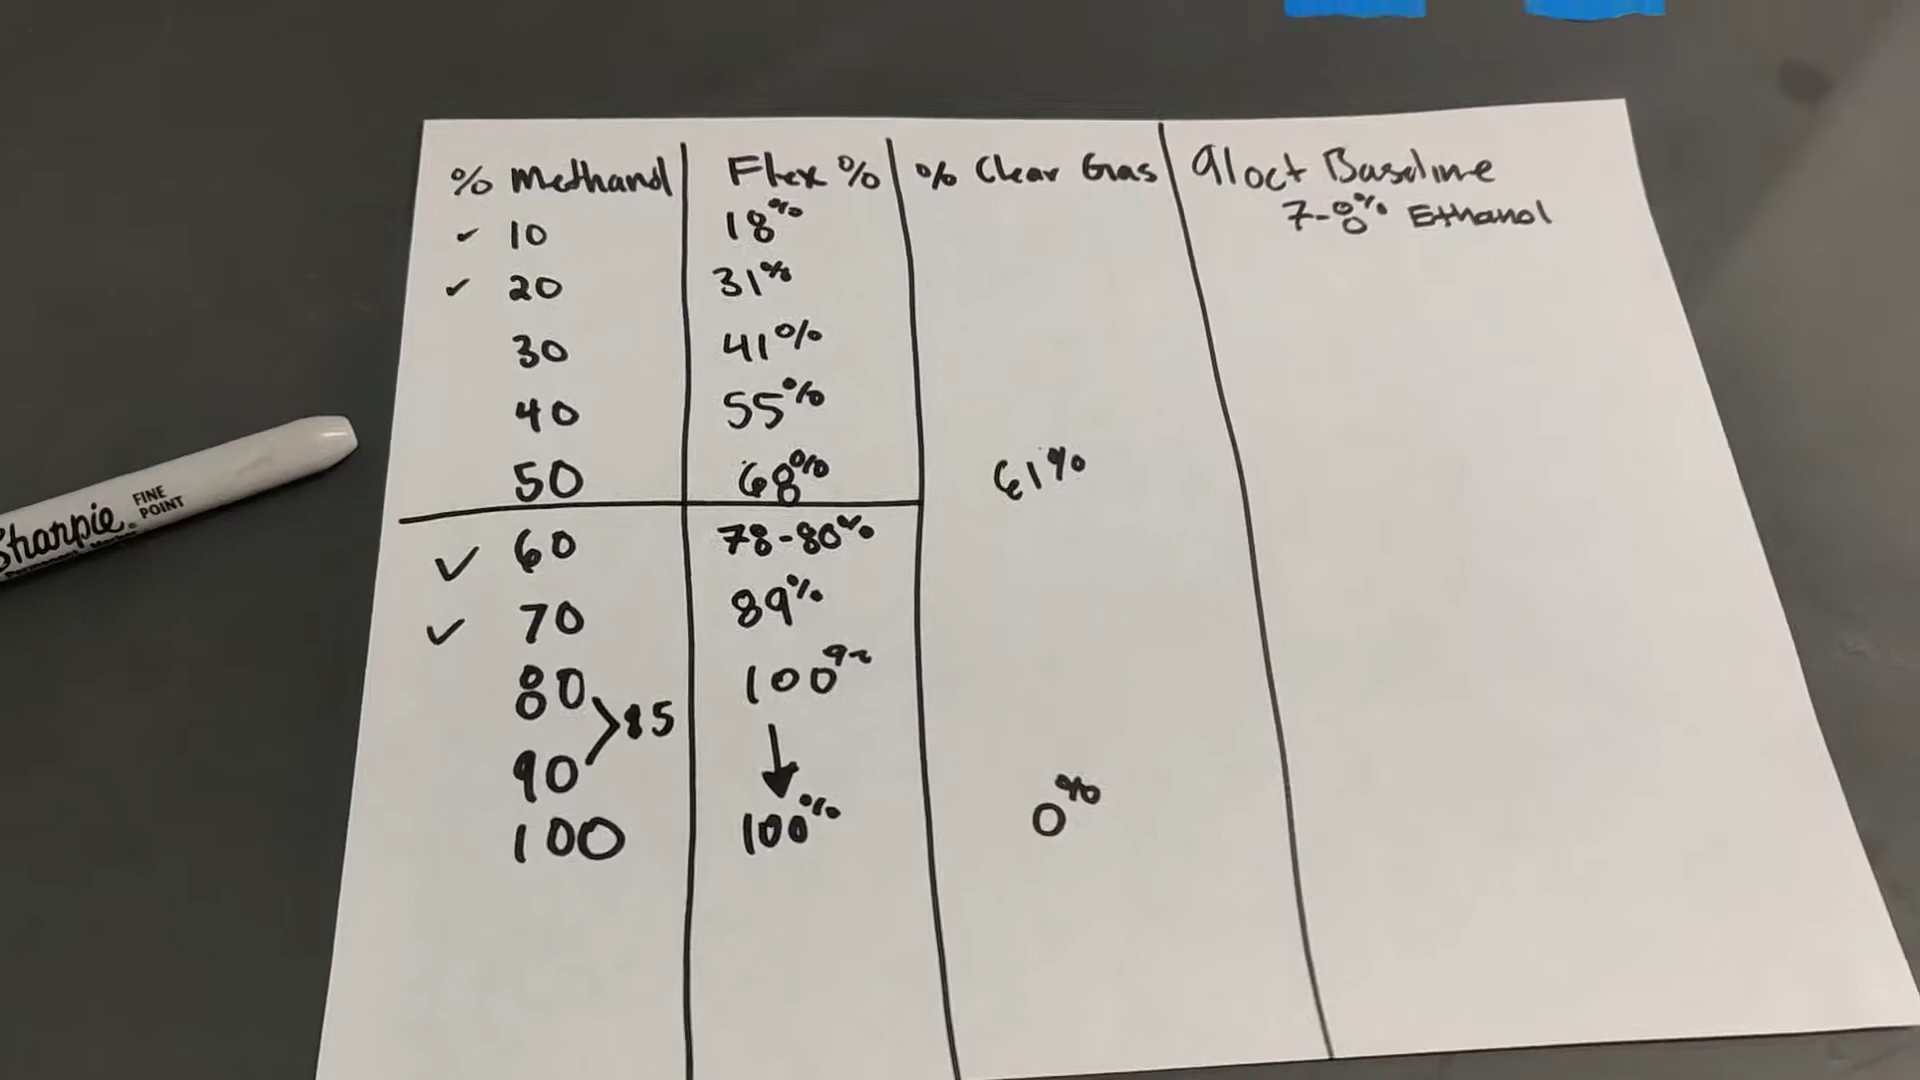 % Methanol Flex % % Clear Gas 91oct Baseline
7-8% Ethanol
✓ 10 18%
✓ 20 31%
30 41%
40 55%
50 68% 61%
✓ 60 78-80%
✓ 70 89%
80 100%
>85
90 ↓
100 100% 0%
Sharpie
FINE
POINT